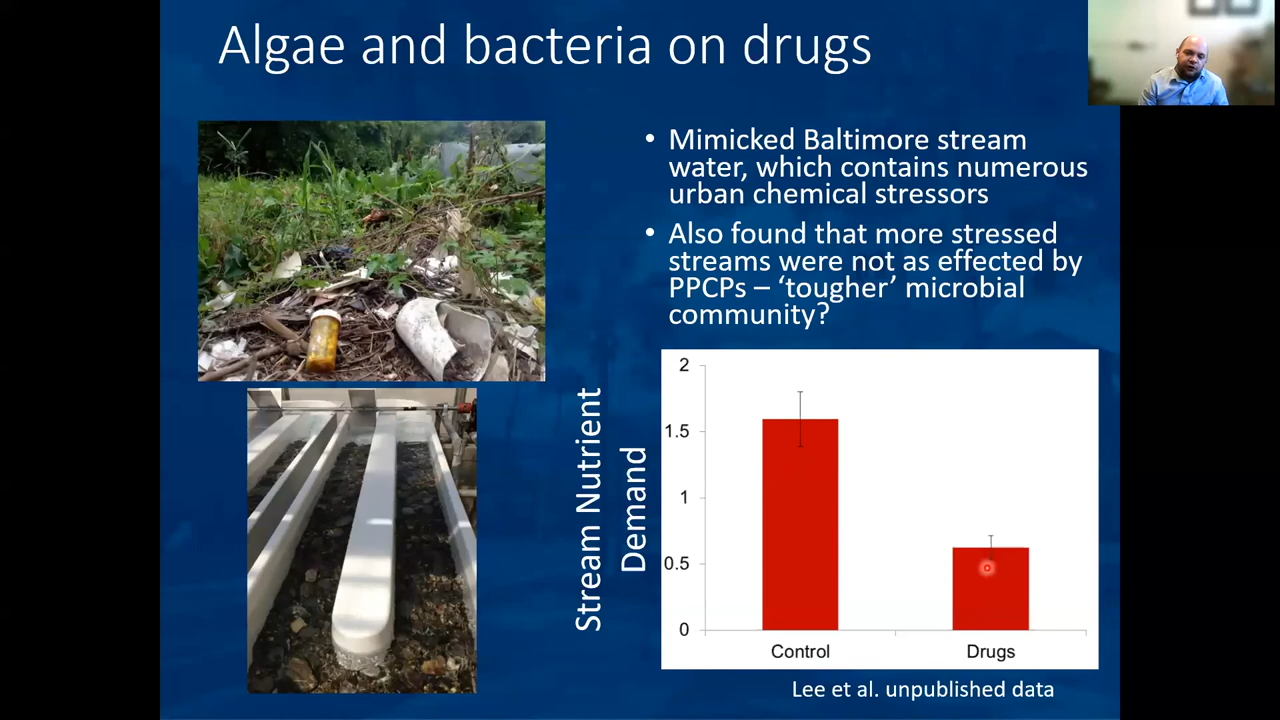 Algae and bacteria on drugs
• Mimicked Baltimore stream
water, which contains numerous
urban chemical stressors
• Also found that more stressed
streams were not as effected by
PPCPs – ‘tougher’ microbial
community?
Stream Nutrient
Demand
2
1.5
1
0.5
0
Control
Drugs
Lee et al. unpublished data